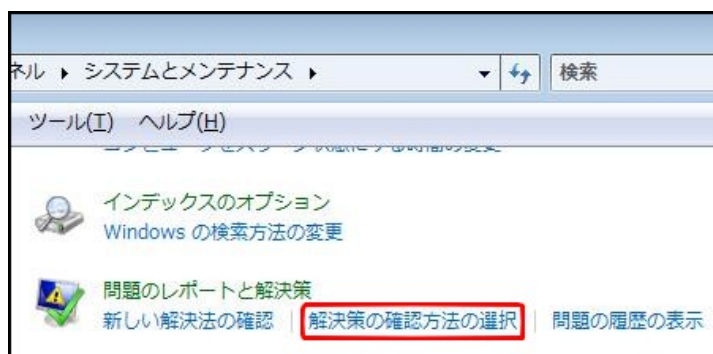 ネル ▸ システムとメンテナンス ▸ 検索
ツール(T) ヘルプ(H)
インデックスのオプション
Windows の検索方法の変更
問題のレポートと解決策
新しい解決法の確認 | 解決策の確認方法の選択 | 問題の履歴の表示